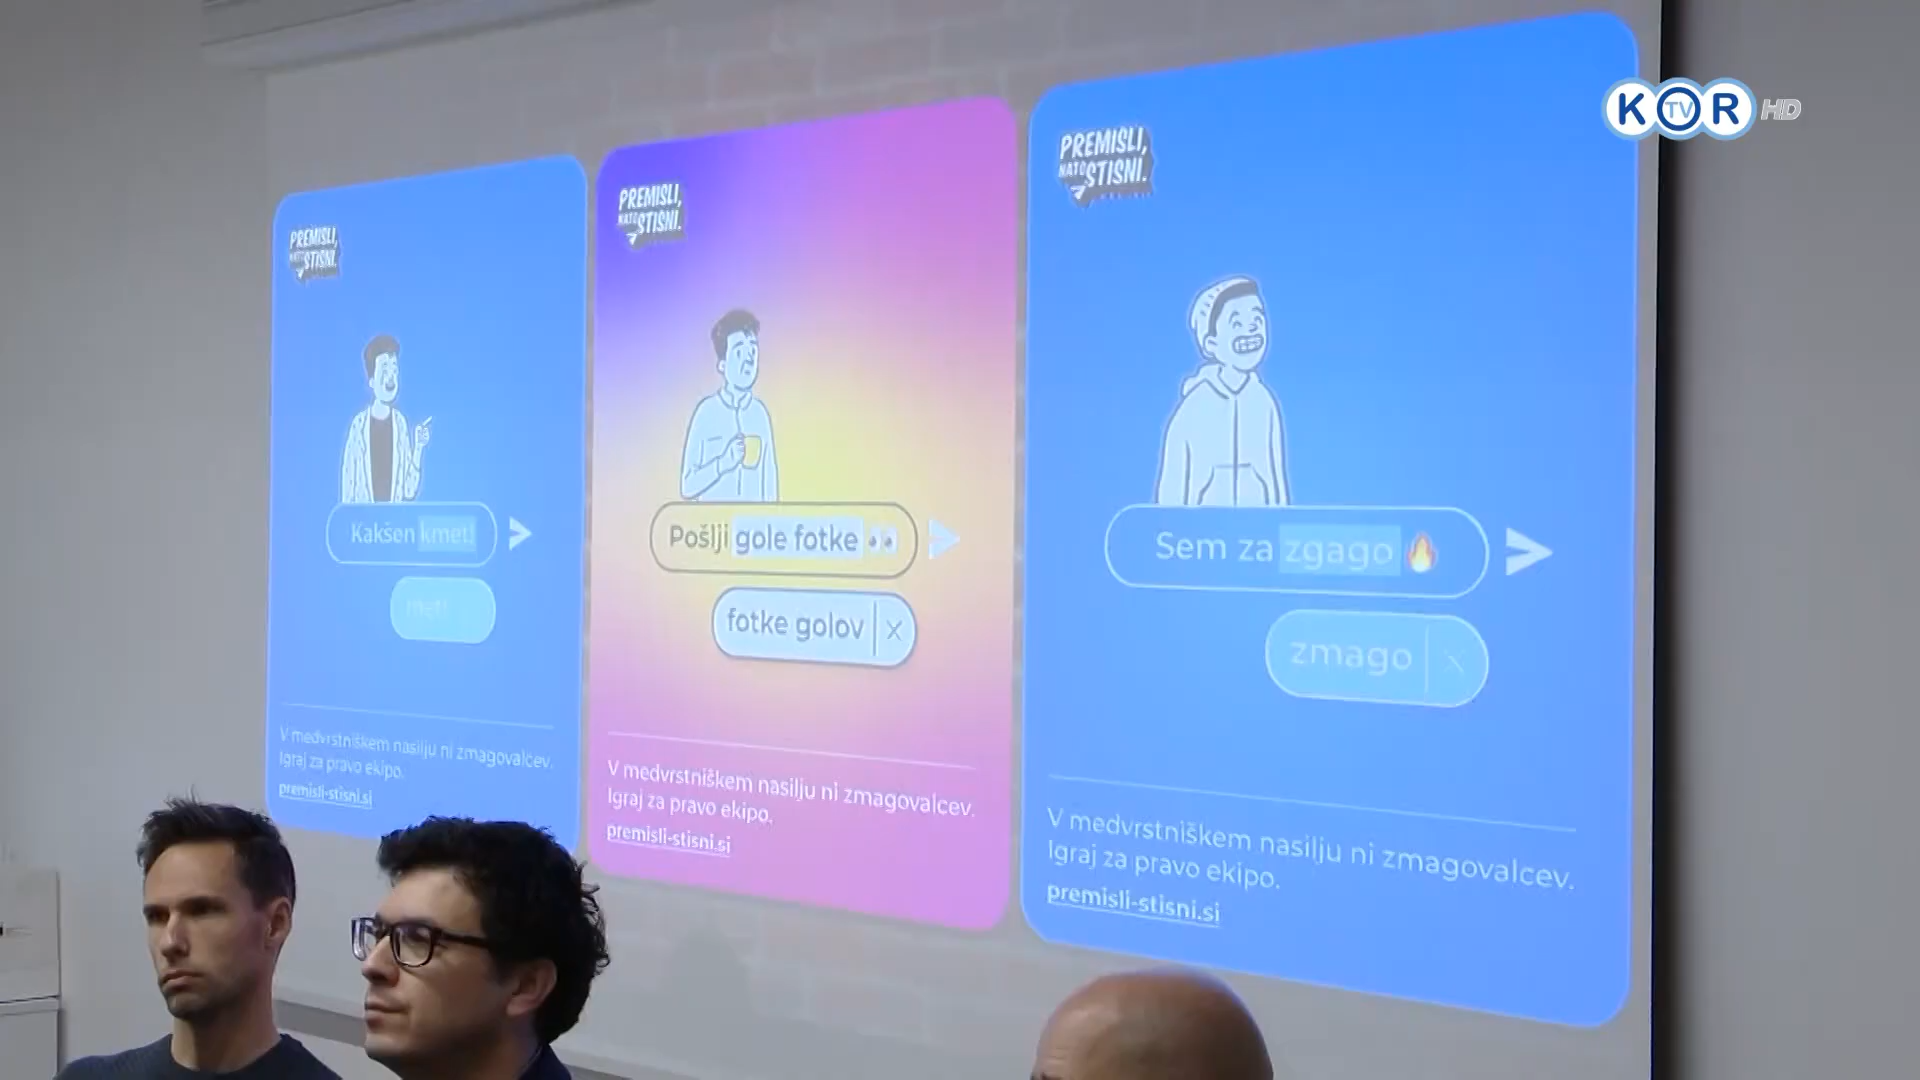 KOR
TV
HD
PREMISLI,
NATO STISNI.
Kakšen kmet!
met!
V medvrstniškem nasilju ni zmagovalcev.
Igraj za pravo ekipo.
premisli-stisni.si
PREMISLI,
NATO STISNI.
Pošlji gole fotke 👀
fotke golov | X
V medvrstniškem nasilju ni zmagovalcev.
Igraj za pravo ekipo.
premisli-stisni.si
PREMISLI,
NATO STISNI.
Sem za zgago 🔥
zmago | X
V medvrstniškem nasilju ni zmagovalcev.
Igraj za pravo ekipo.
premisli-stisni.si